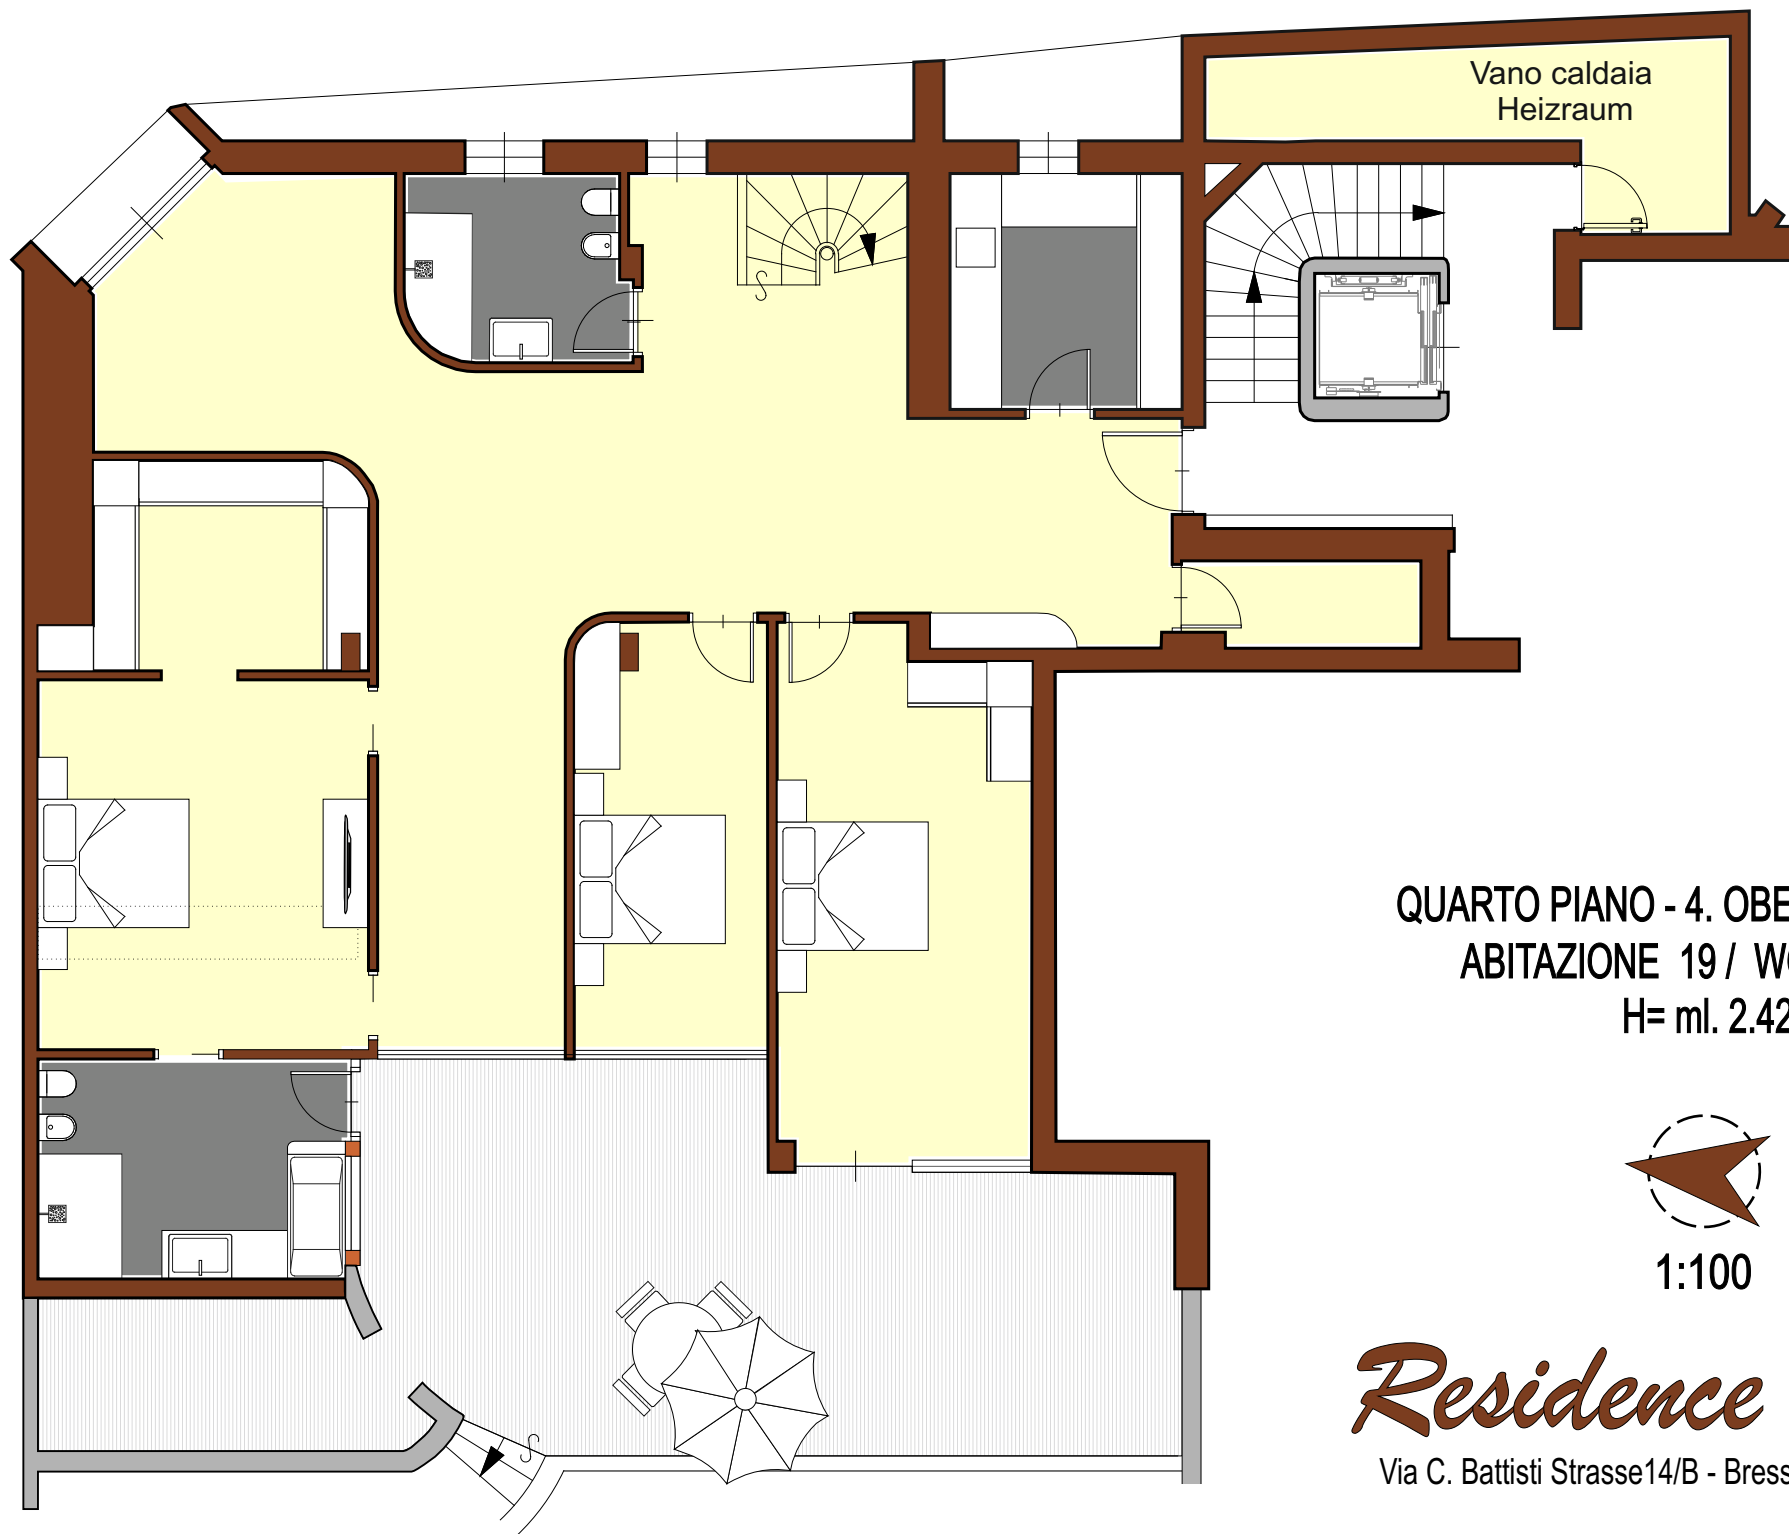 Vano caldaia
Heizraum
QUARTO PIANO - 4. OBE
ABITAZIONE 19 / WO
H= ml. 2.42
1:100
Residence
Via C. Battisti Strasse14/B - Bress